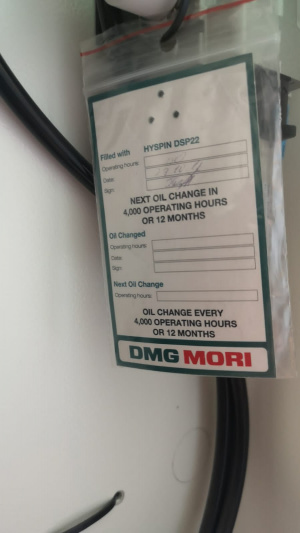 Filled with HYSPIN DSP22
Operating hours:
Date:
Sign:
NEXT OIL CHANGE IN
4,000 OPERATING HOURS
OR 12 MONTHS
Oil Changed
Operating hours:
Date:
Sign:
Next Oil Change
Operating hours:
OIL CHANGE EVERY
4,000 OPERATING HOURS
OR 12 MONTHS
DMG MORI